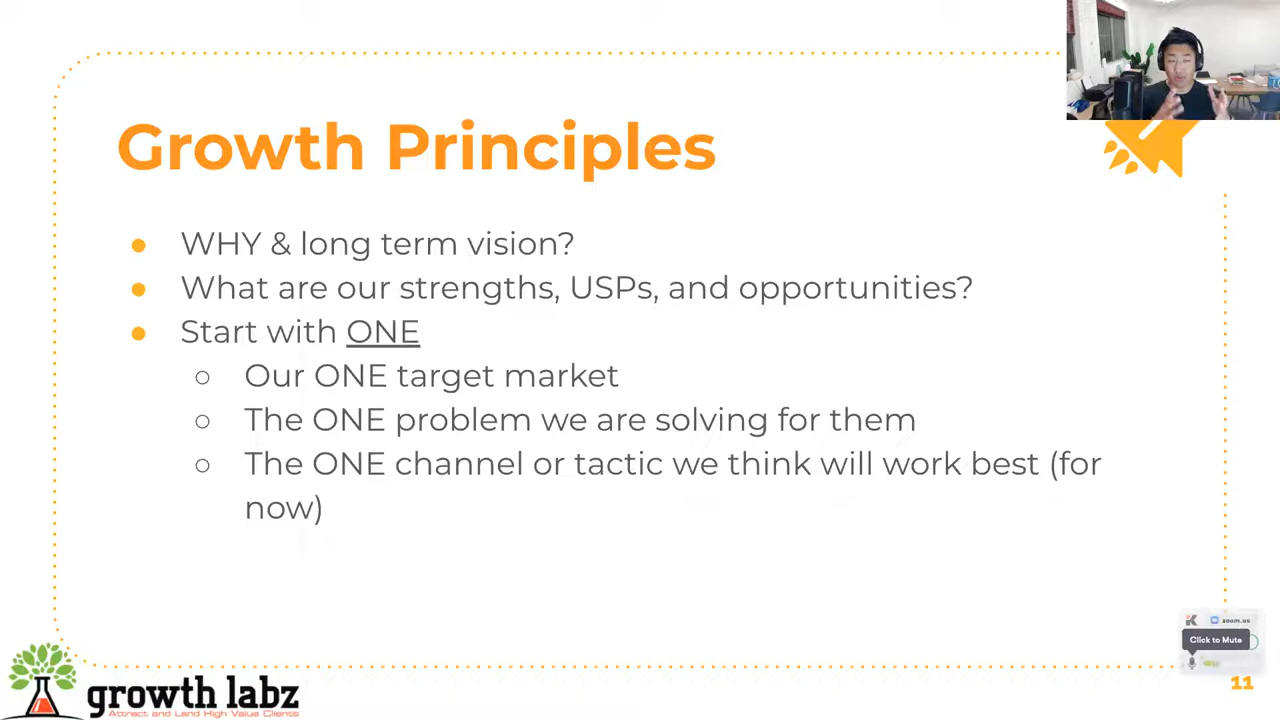 Growth Principles
● WHY & long term vision?
● What are our strengths, USPs, and opportunities?
● Start with ONE
○ Our ONE target market
○ The ONE problem we are solving for them
○ The ONE channel or tactic we think will work best (for
now)
zoom.us
Click to Mute
11
growth labz
Attract and Land High Value Clients